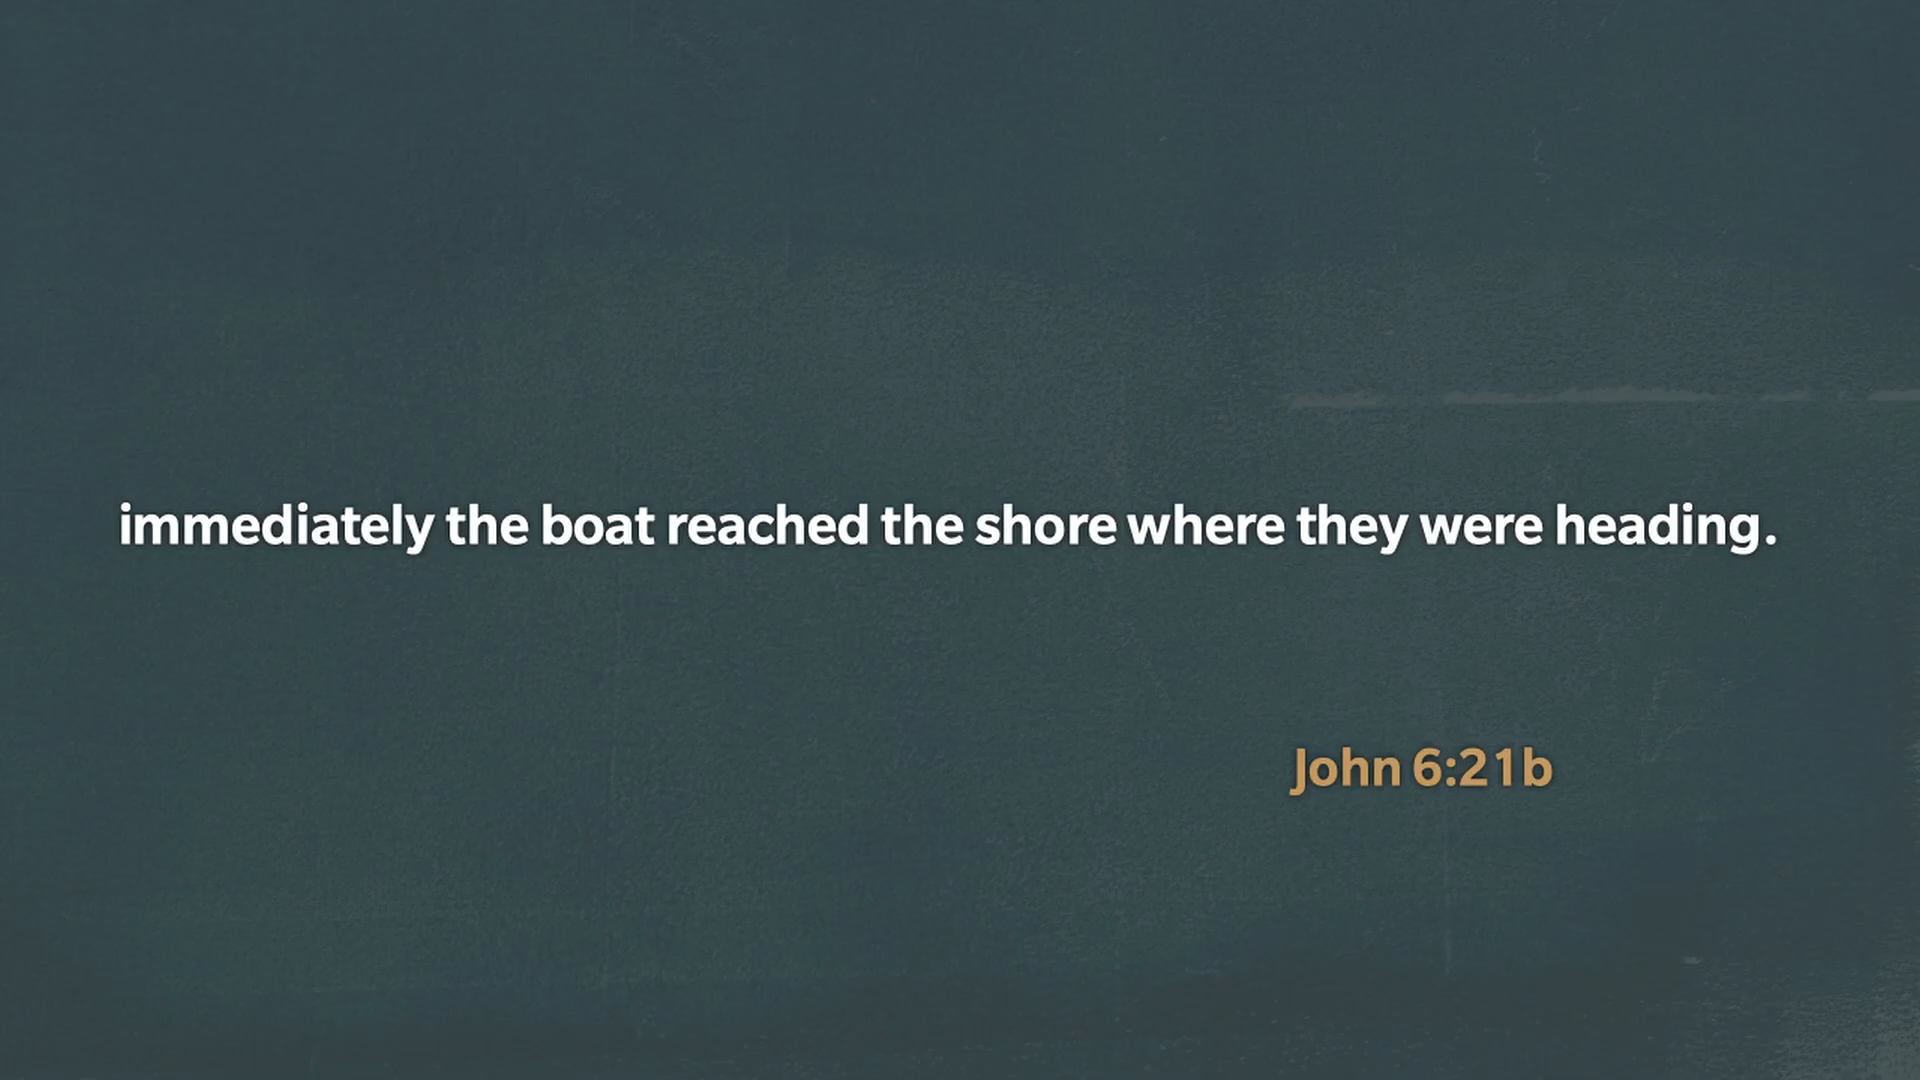 immediately the boat reached the shore where they were heading.
John 6:21b